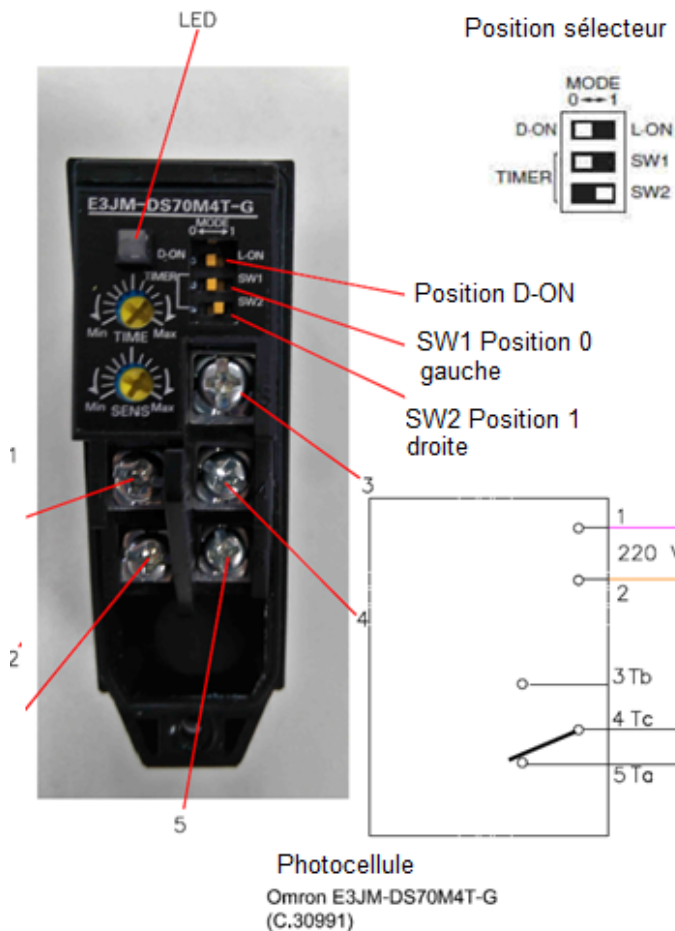 LED
Position sélecteur
MODE
0 1
D-ON L-ON
SW1
TIMER
SW2
E3JM-DS70M4T-G
MODE
0 1
D-ON L-ON
TIMER SW1
SW2
Min TIME Max
Min SENS Max
Position D-ON
SW1 Position 0
gauche
SW2 Position 1
droite
1
2
3
4
5
1
220 V
2
3 Tb
4 Tc
5 Ta
Photocellule
Omron E3JM-DS70M4T-G
(C.30991)